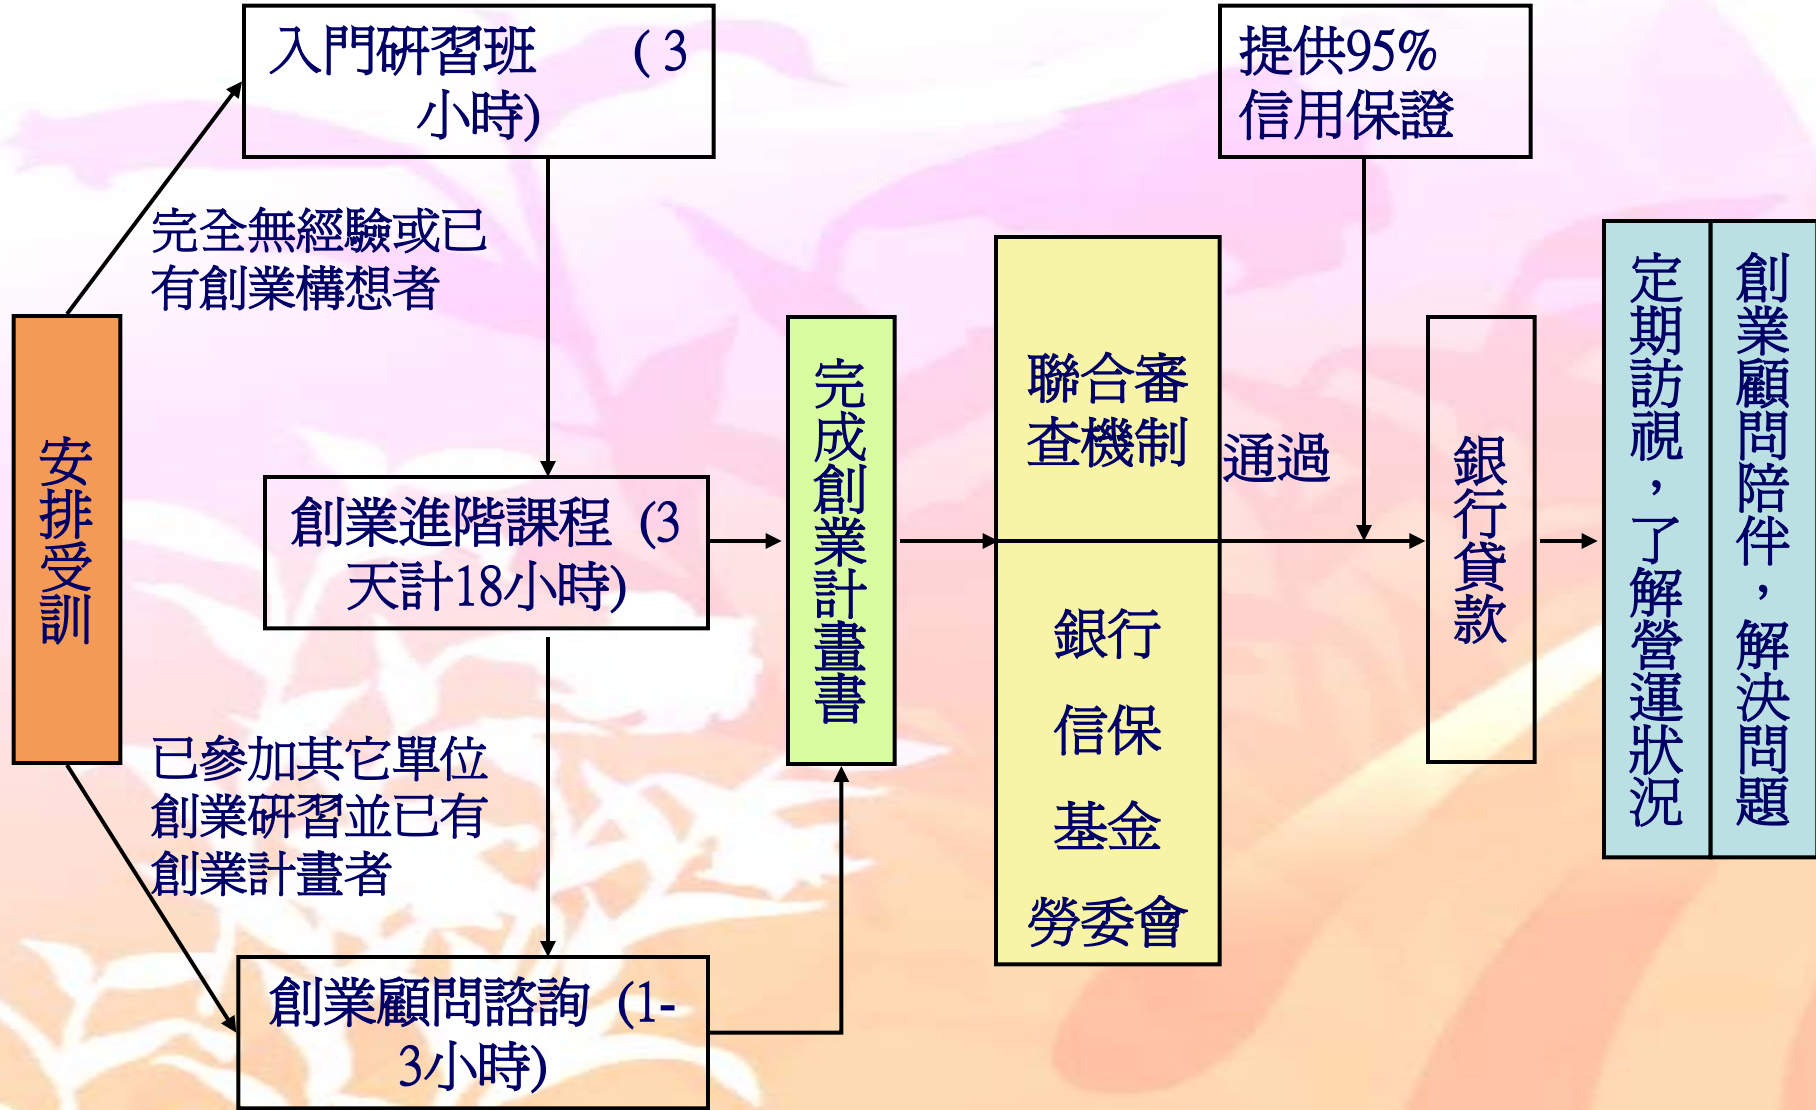 入門研習班 (3
小時)
提供95%
信用保證
完全無經驗或已
有創業構想者
安排受訓
創業進階課程 (3
天計18小時)
已參加其它單位
創業研習並已有
創業計畫者
創業顧問諮詢 (1-
3小時)
完成創業計畫書
聯合審
查機制
銀行
信保
基金
勞委會
通過
銀行貸款
定期訪視，了解營運狀況
創業顧問陪伴，解決問題